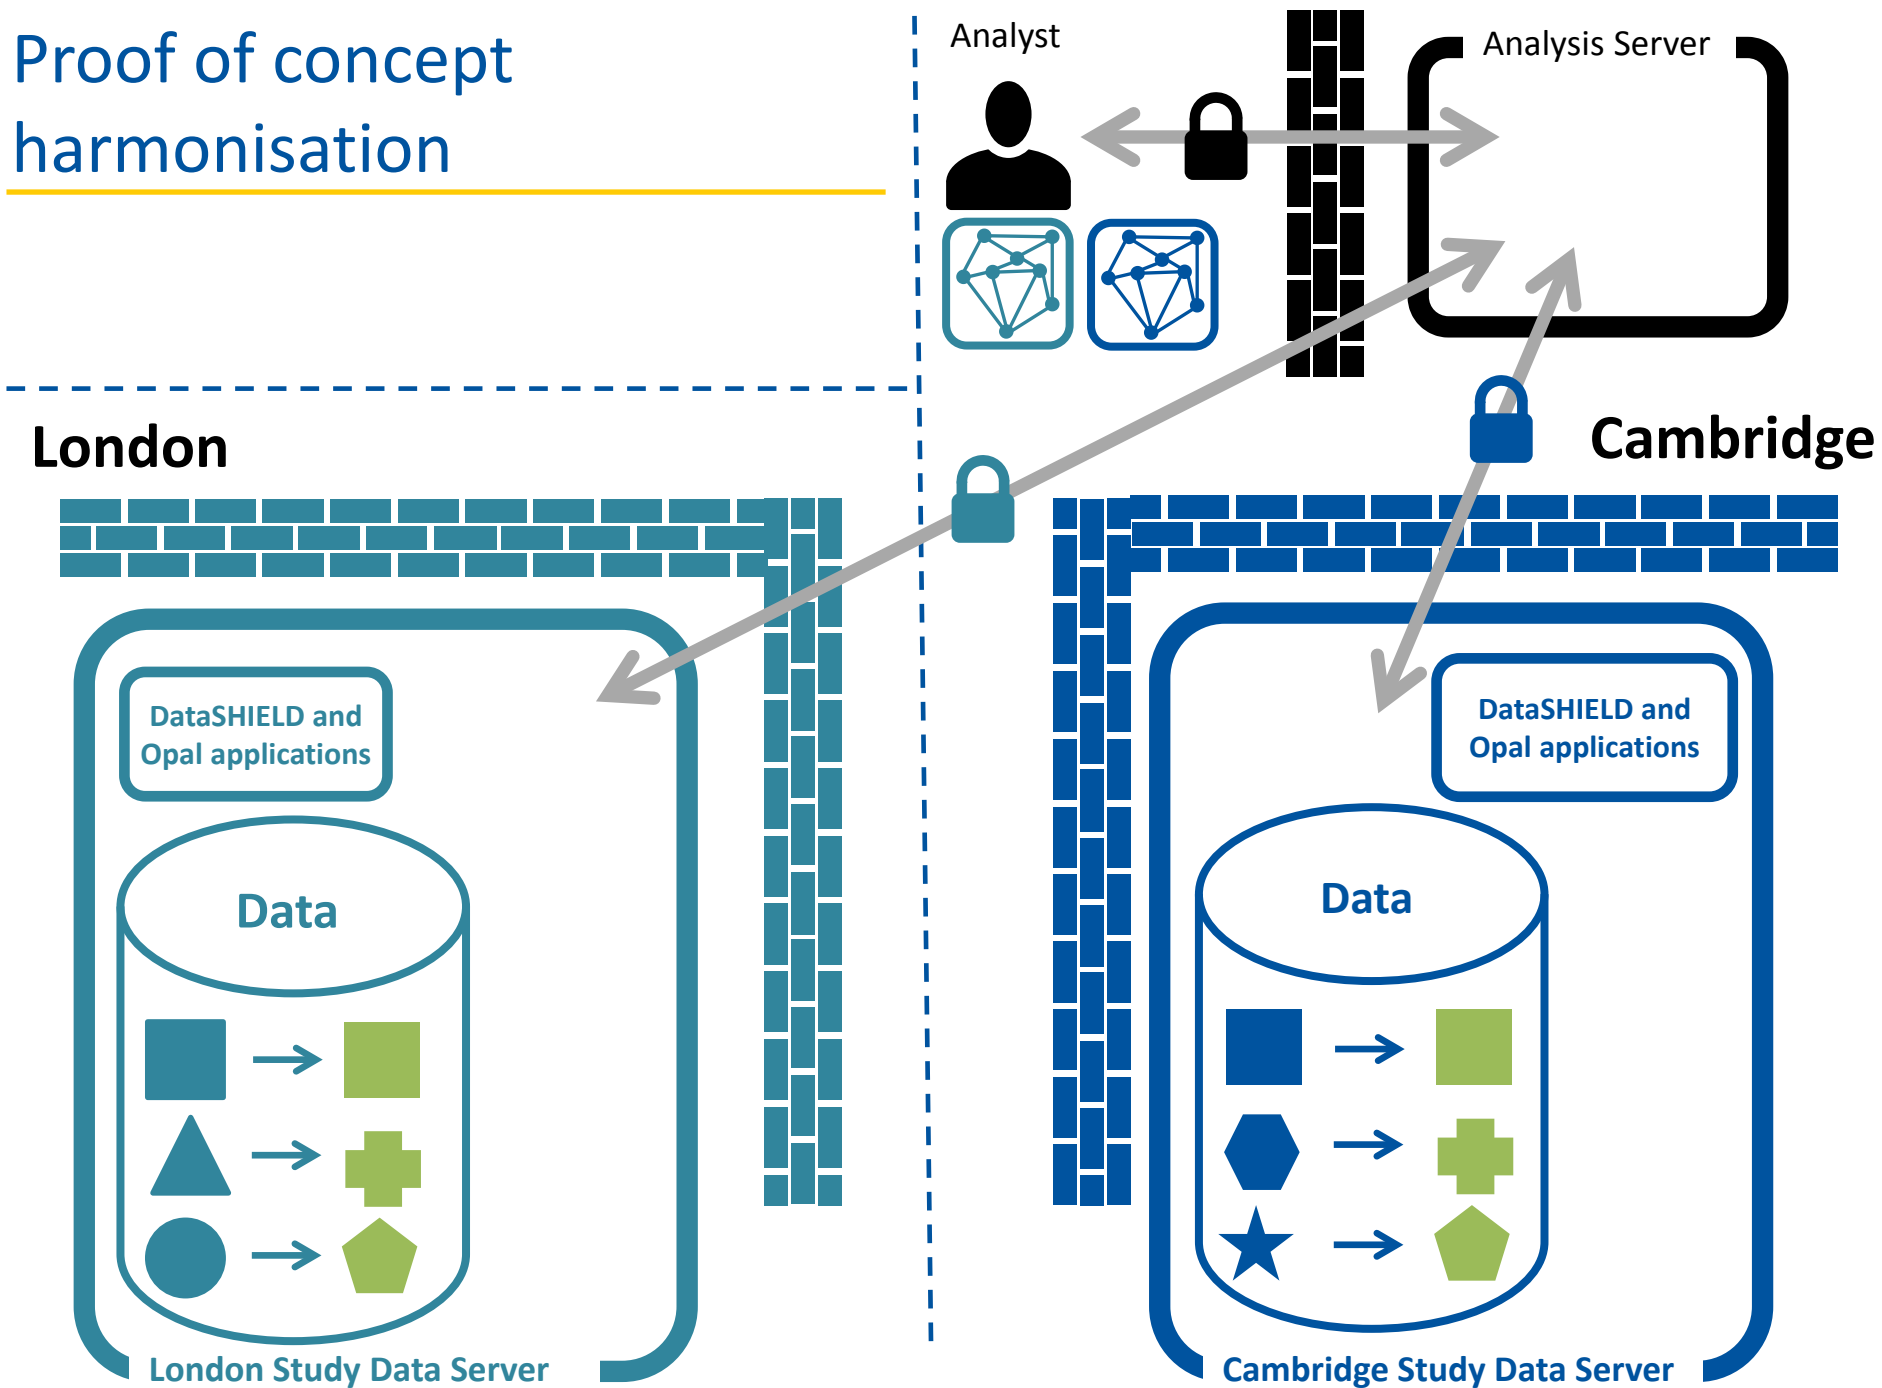 Proof of concept
harmonisation
Analyst
Analysis Server
London
Cambridge
DataSHIELD and
Opal applications
Data
London Study Data Server
DataSHIELD and
Opal applications
Data
Cambridge Study Data Server